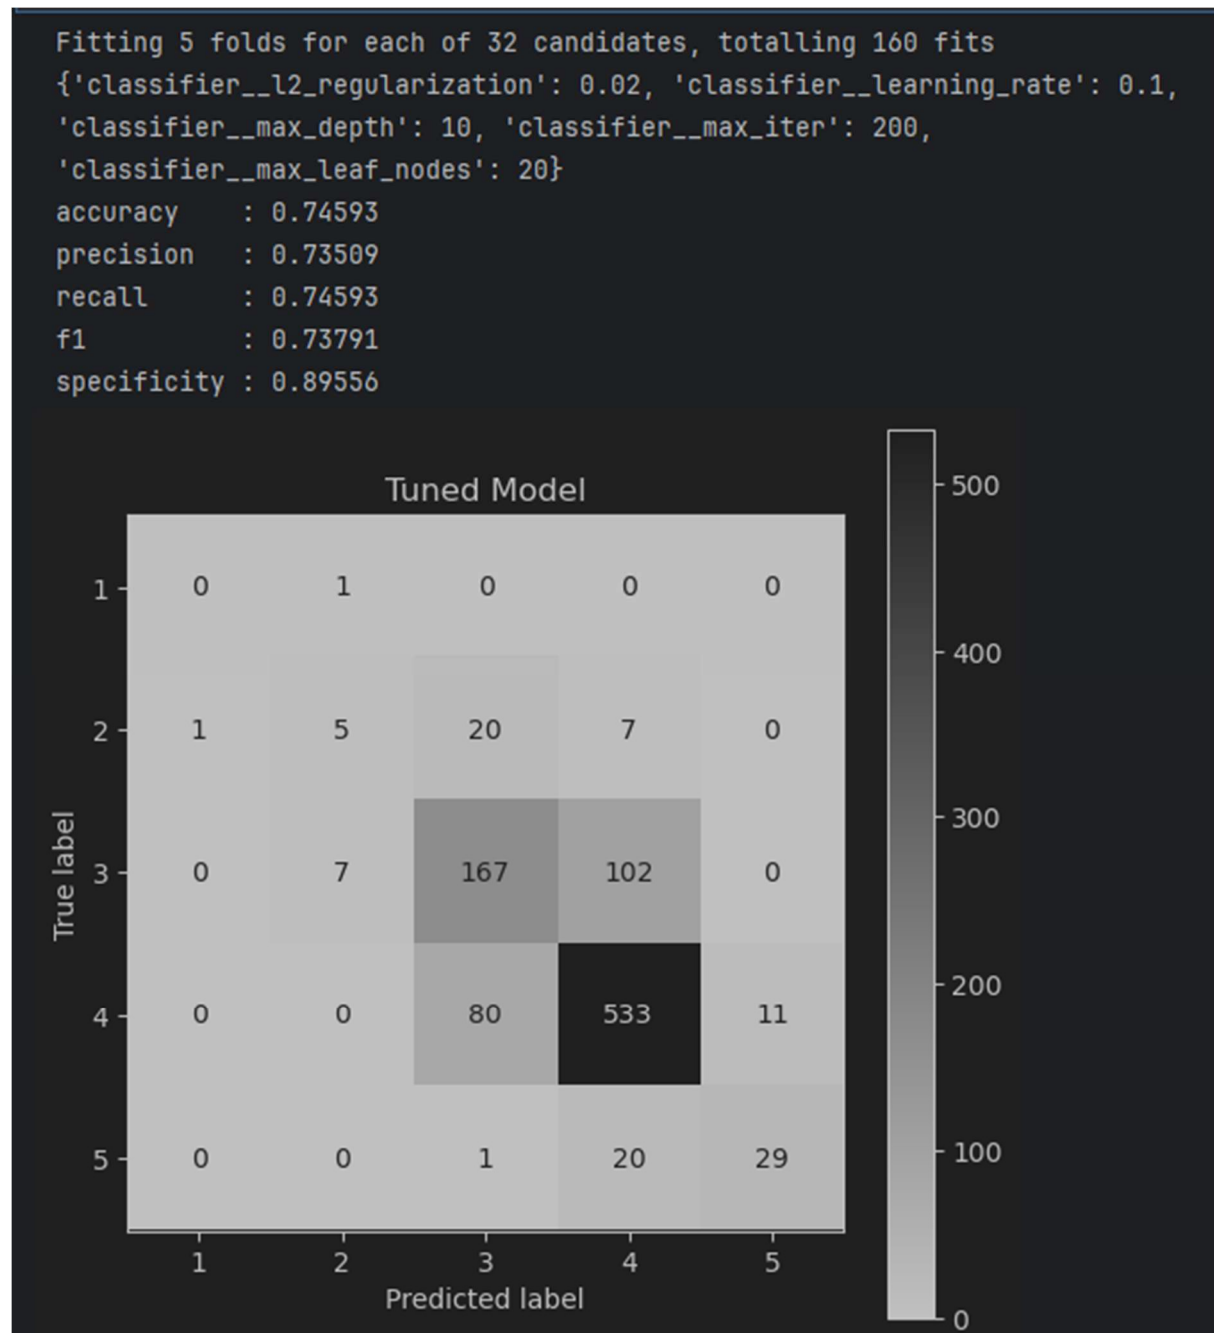 Fitting 5 folds for each of 32 candidates, totalling 160 fits
{'classifier__l2_regularization': 0.02, 'classifier__learning_rate': 0.1,
'classifier__max_depth': 10, 'classifier__max_iter': 200,
'classifier__max_leaf_nodes': 20}
accuracy    : 0.74593
precision   : 0.73509
recall      : 0.74593
f1          : 0.73791
specificity : 0.89556
Tuned Model
1 0 1 0 0 0
2 1 5 20 7 0
3 0 7 167 102 0
4 0 0 80 533 11
5 0 0 1 20 29
1 2 3 4 5
True label
Predicted label
500
400
300
200
100
0